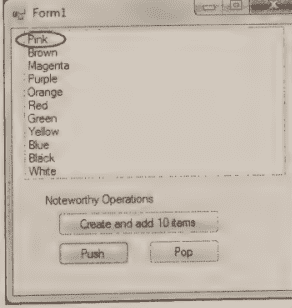 Form1
Pink
Brown
Magenta
Purple
Orange
Red
Green
Yellow
Blue
Black
White
Noteworthy Operations
Create and add 10 items
Push
Pop